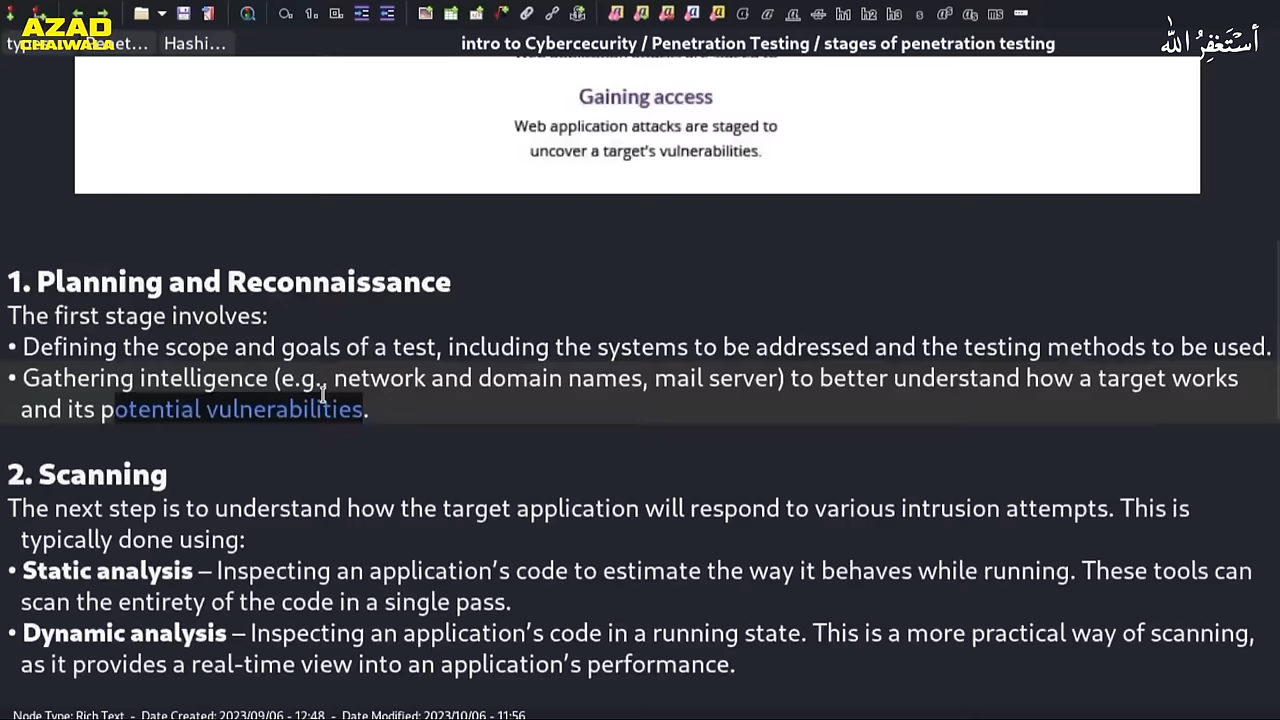 AZAD
CHAIWALA
Hashi...
intro to Cybercecurity / Penetration Testing / stages of penetration testing
أستغفر الله
Gaining access
Web application attacks are staged to
uncover a target's vulnerabilities.
1. Planning and Reconnaissance
The first stage involves:
• Defining the scope and goals of a test, including the systems to be addressed and the testing methods to be used.
• Gathering intelligence (e.g., network and domain names, mail server) to better understand how a target works
and its potential vulnerabilities.
2. Scanning
The next step is to understand how the target application will respond to various intrusion attempts. This is
typically done using:
• Static analysis – Inspecting an application's code to estimate the way it behaves while running. These tools can
scan the entirety of the code in a single pass.
• Dynamic analysis – Inspecting an application's code in a running state. This is a more practical way of scanning,
as it provides a real-time view into an application's performance.
Node Type: Rich Text - Date Created: 2023/09/06 - 12:48 - Date Modified: 2023/10/06 - 11:56